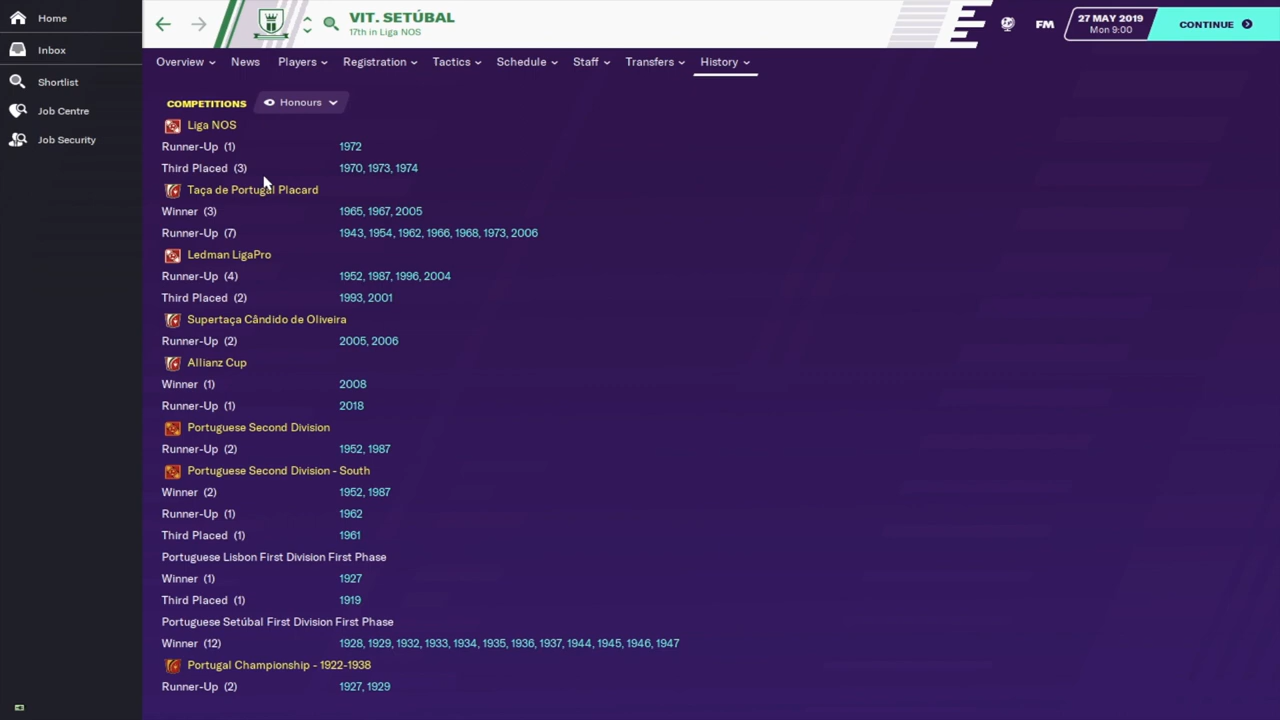 Home
Inbox
Shortlist
Job Centre
Job Security
VIT. SETÚBAL
17th in Liga NOS
FM
27 MAY 2019
Mon 9:00
CONTINUE
Overview
News
Players
Registration
Tactics
Schedule
Staff
Transfers
History
COMPETITIONS
Honours
Liga NOS
Runner-Up (1) 1972
Third Placed (3) 1970, 1973, 1974
Taça de Portugal Placard
Winner (3) 1965, 1967, 2005
Runner-Up (7) 1943, 1954, 1962, 1966, 1968, 1973, 2006
Ledman LigaPro
Runner-Up (4) 1952, 1987, 1996, 2004
Third Placed (2) 1993, 2001
Supertaça Cândido de Oliveira
Runner-Up (2) 2005, 2006
Allianz Cup
Winner (1) 2008
Runner-Up (1) 2018
Portuguese Second Division
Runner-Up (2) 1952, 1987
Portuguese Second Division - South
Winner (2) 1952, 1987
Runner-Up (1) 1962
Third Placed (1) 1961
Portuguese Lisbon First Division First Phase
Winner (1) 1927
Third Placed (1) 1919
Portuguese Setúbal First Division First Phase
Winner (12) 1928, 1929, 1932, 1933, 1934, 1935, 1936, 1937, 1944, 1945, 1946, 1947
Portugal Championship - 1922-1938
Runner-Up (2) 1927, 1929